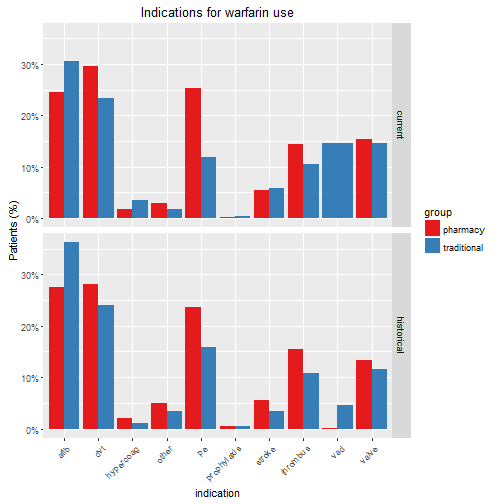 Indications for warfarin use
Patients (%)
30%
20%
10%
0%
current
30%
20%
10%
0%
historical
afib
dvt
hypercoag
other
pe
prophylaxis
stroke
thrombus
vad
valve
indication
group
pharmacy
traditional